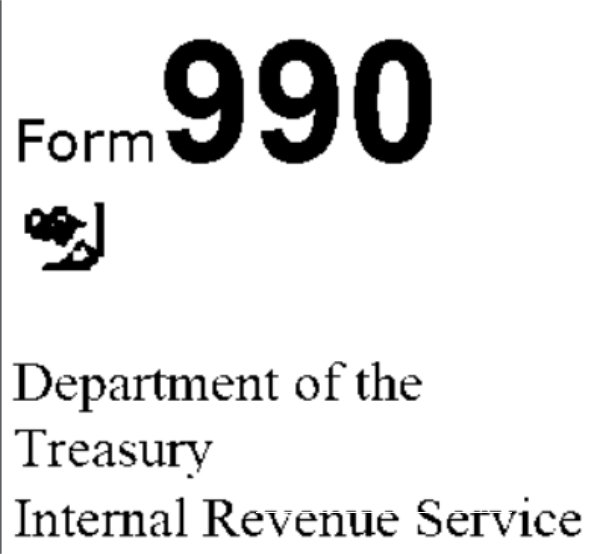 Form 990
Department of the
Treasury
Internal Revenue Service